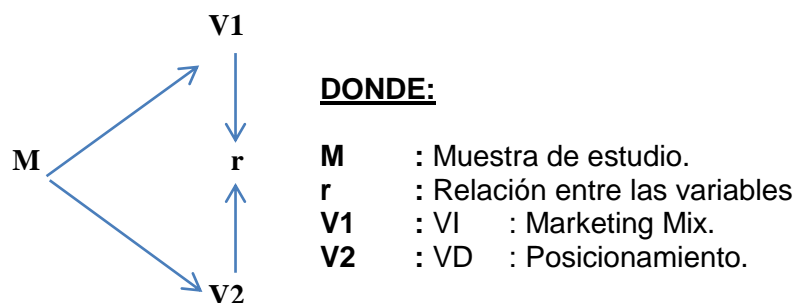 V1
DONDE:
M
r
M : Muestra de estudio.
r : Relación entre las variables
V1 : VI : Marketing Mix.
V2 : VD : Posicionamiento.
V2